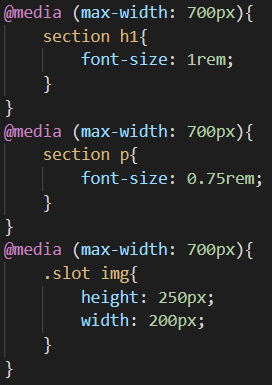 @media (max-width: 700px){
    section h1{
        font-size: 1rem;
    }
}
@media (max-width: 700px){
    section p{
        font-size: 0.75rem;
    }
}
@media (max-width: 700px){
    .slot img{
        height: 250px;
        width: 200px;
    }
}